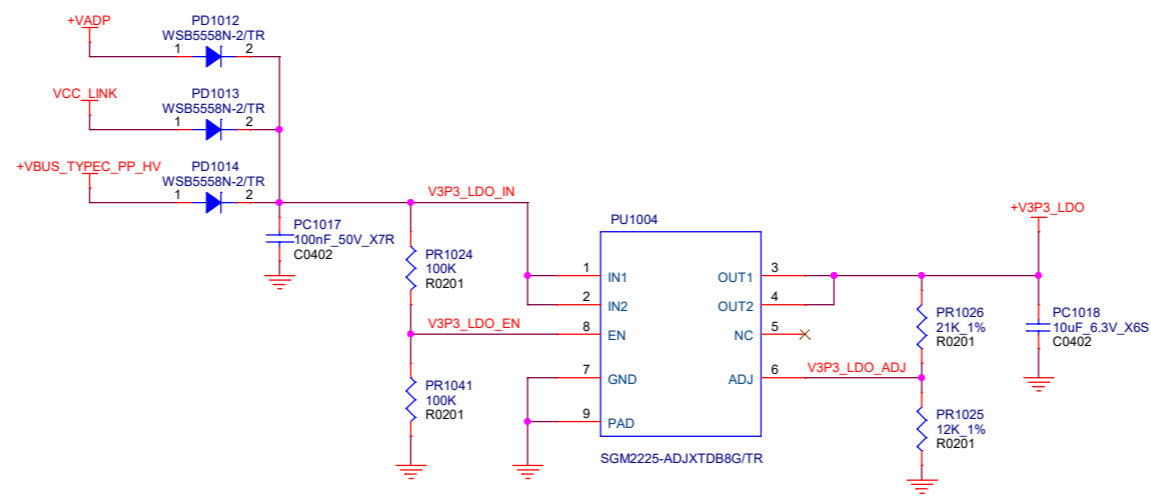 +VADP
PD1012
WSB5558N-2/TR
1
2
VCC_LINK
PD1013
WSB5558N-2/TR
1
2
+VBUS_TYPEC_PP_HV
PD1014
WSB5558N-2/TR
1
2
V3P3_LDO_IN
PC1017
100nF_50V_X7R
C0402
PR1024
100K
R0201
V3P3_LDO_EN
PR1041
100K
R0201
PU1004
1
IN1
2
IN2
8
EN
7
GND
9
PAD
OUT1
3
OUT2
4
NC
5
ADJ
6
SGM2225-ADJXTDB8G/TR
+V3P3_LDO
PR1026
21K_1%
R0201
PC1018
10uF_6.3V_X6S
C0402
V3P3_LDO_ADJ
PR1025
12K_1%
R0201